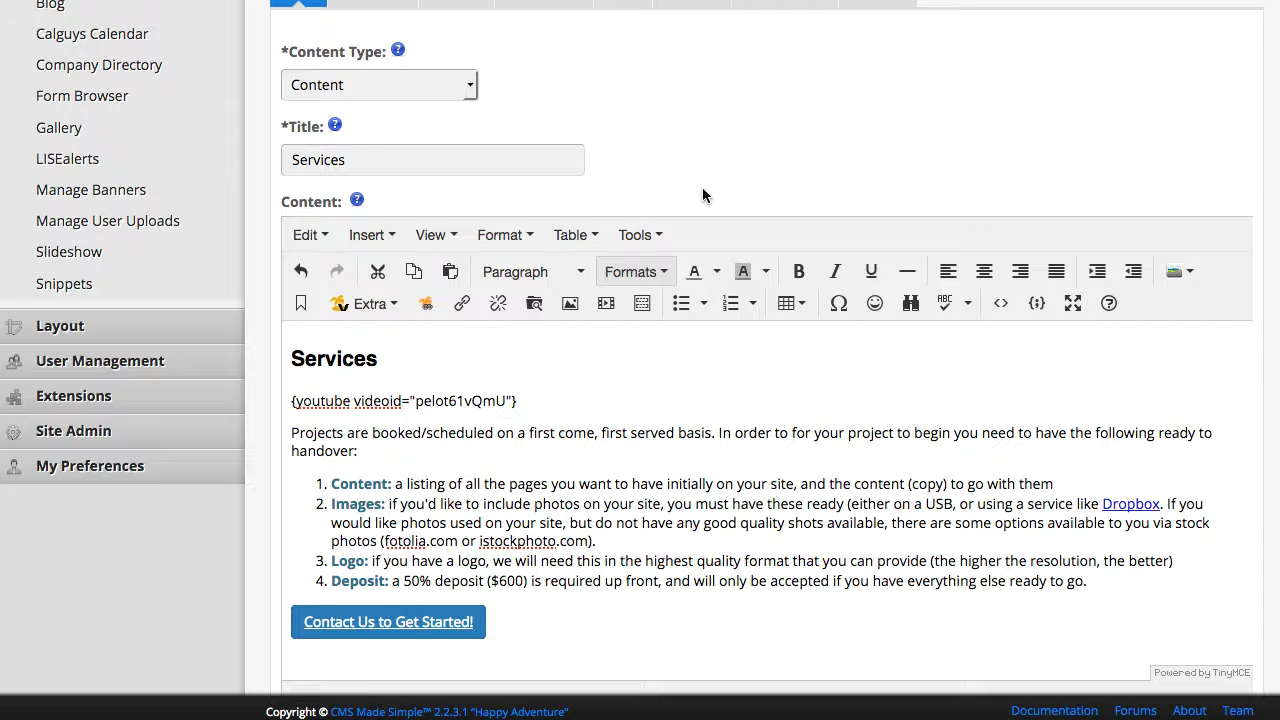 Blog
Calguys Calendar
Company Directory
Form Browser
Gallery
LISEalerts
Manage Banners
Manage User Uploads
Slideshow
Snippets
Layout
User Management
Extensions
Site Admin
My Preferences
*Content Type: ?
Content
*Title: ?
Services
Content: ?
Edit Insert View Format Table Tools
Paragraph Formats A A B I U
Extra Ω ABC <> {;} ?
Services
{youtube videoid="pelot61vQmU"}
Projects are booked/scheduled on a first come, first served basis. In order to for your project to begin you need to have the following ready to
handover:
1. Content: a listing of all the pages you want to have initially on your site, and the content (copy) to go with them
2. Images: if you'd like to include photos on your site, you must have these ready (either on a USB, or using a service like Dropbox. If you
would like photos used on your site, but do not have any good quality shots available, there are some options available to you via stock
photos (fotolia.com or istockphoto.com).
3. Logo: if you have a logo, we will need this in the highest quality format that you can provide (the higher the resolution, the better)
4. Deposit: a 50% deposit ($600) is required up front, and will only be accepted if you have everything else ready to go.
Contact Us to Get Started!
Powered by TinyMCE
Copyright © CMS Made Simple™ 2.2.3.1 "Happy Adventure"
Documentation Forums About Team